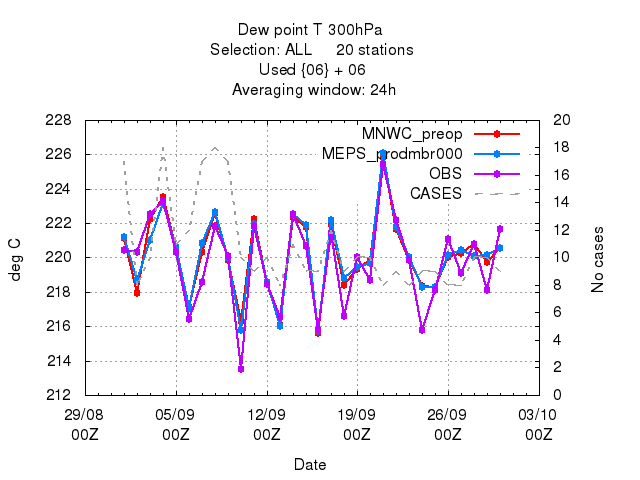 Dew point T 300hPa
Selection: ALL 20 stations
Used {06} + 06
Averaging window: 24h
MNWC_preop
MEPS_prodmbr000
OBS
CASES
deg C
228
226
224
222
220
218
216
214
212
No cases
20
18
16
14
12
10
8
6
4
2
0
29/08 05/09 12/09 19/09 26/09 03/10
00Z 00Z 00Z 00Z 00Z 00Z
Date